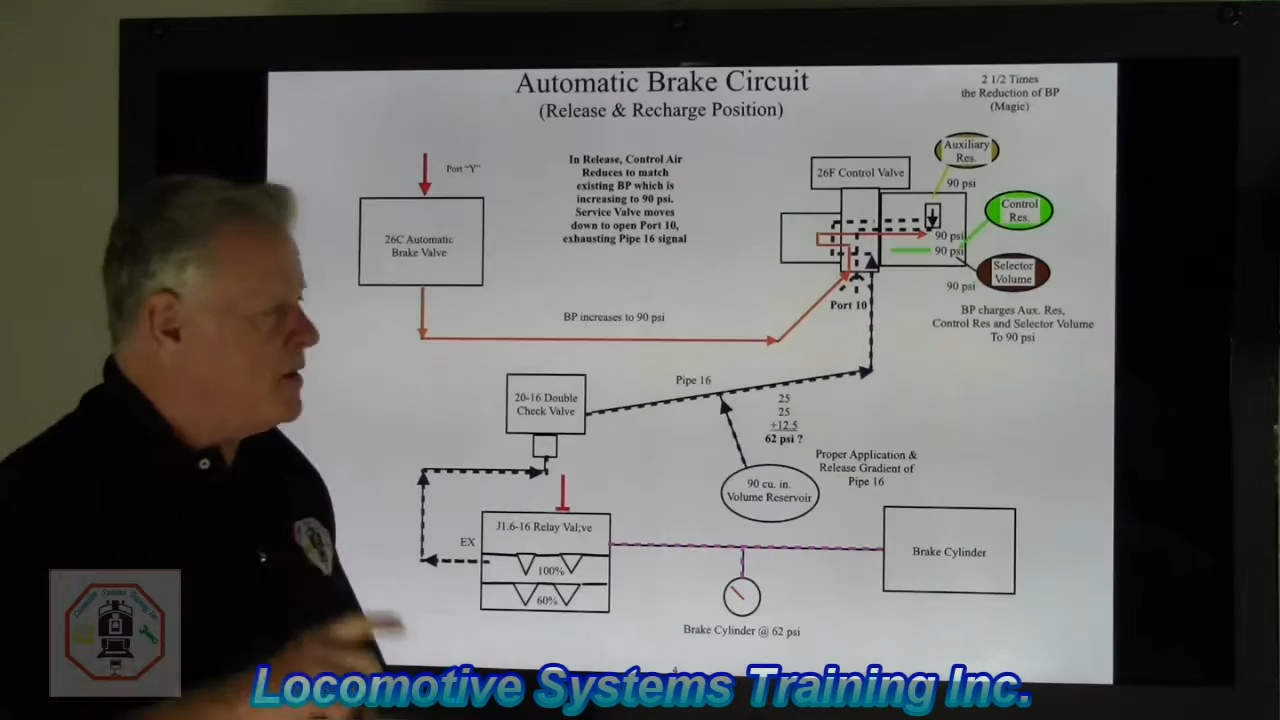 Automatic Brake Circuit
(Release & Recharge Position)
2 1/2 Times
the Reduction of BP
(Magic)
Port "Y"
In Release, Control Air
Reduces to match
existing BP which is
increasing to 90 psi.
Service Valve moves
down to open Port 10,
exhausting Pipe 16 signal
26F Control Valve
Auxiliary
Res.
90 psi
Control
Res.
26C Automatic
Brake Valve
90 psi
90 psi
Selector
Volume
90 psi
Port 10
BP increases to 90 psi
BP charges Aux. Res,
Control Res and Selector Volume
To 90 psi
Pipe 16
20-16 Double
Check Valve
25
25
+12.5
62 psi ?
Proper Application &
Release Gradient of
Pipe 16
90 cu. in.
Volume Reservoir
J1.6-16 Relay Val;ve
EX
100%
60%
Brake Cylinder
Brake Cylinder @ 62 psi
4
Locomotive Systems Training Inc.
Locomotive Systems Training Inc.